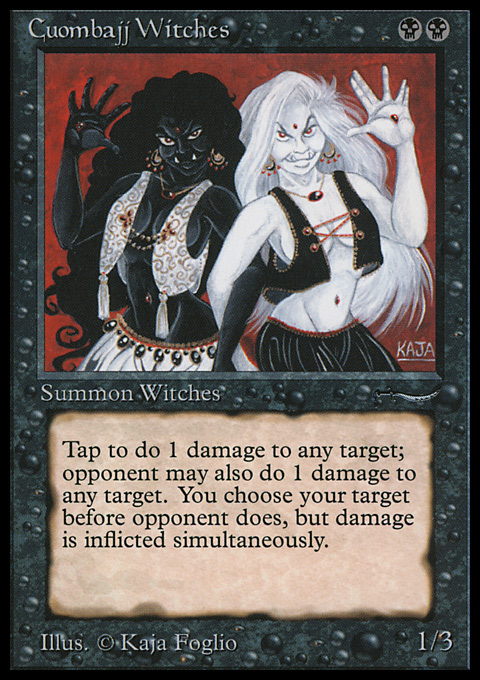 Cuombajj Witches
KAJA
Summon Witches
Tap to do 1 damage to any target;
opponent may also do 1 damage to
any target. You choose your target
before opponent does, but damage
is inflicted simultaneously.
Illus. © Kaja Foglio
1/3